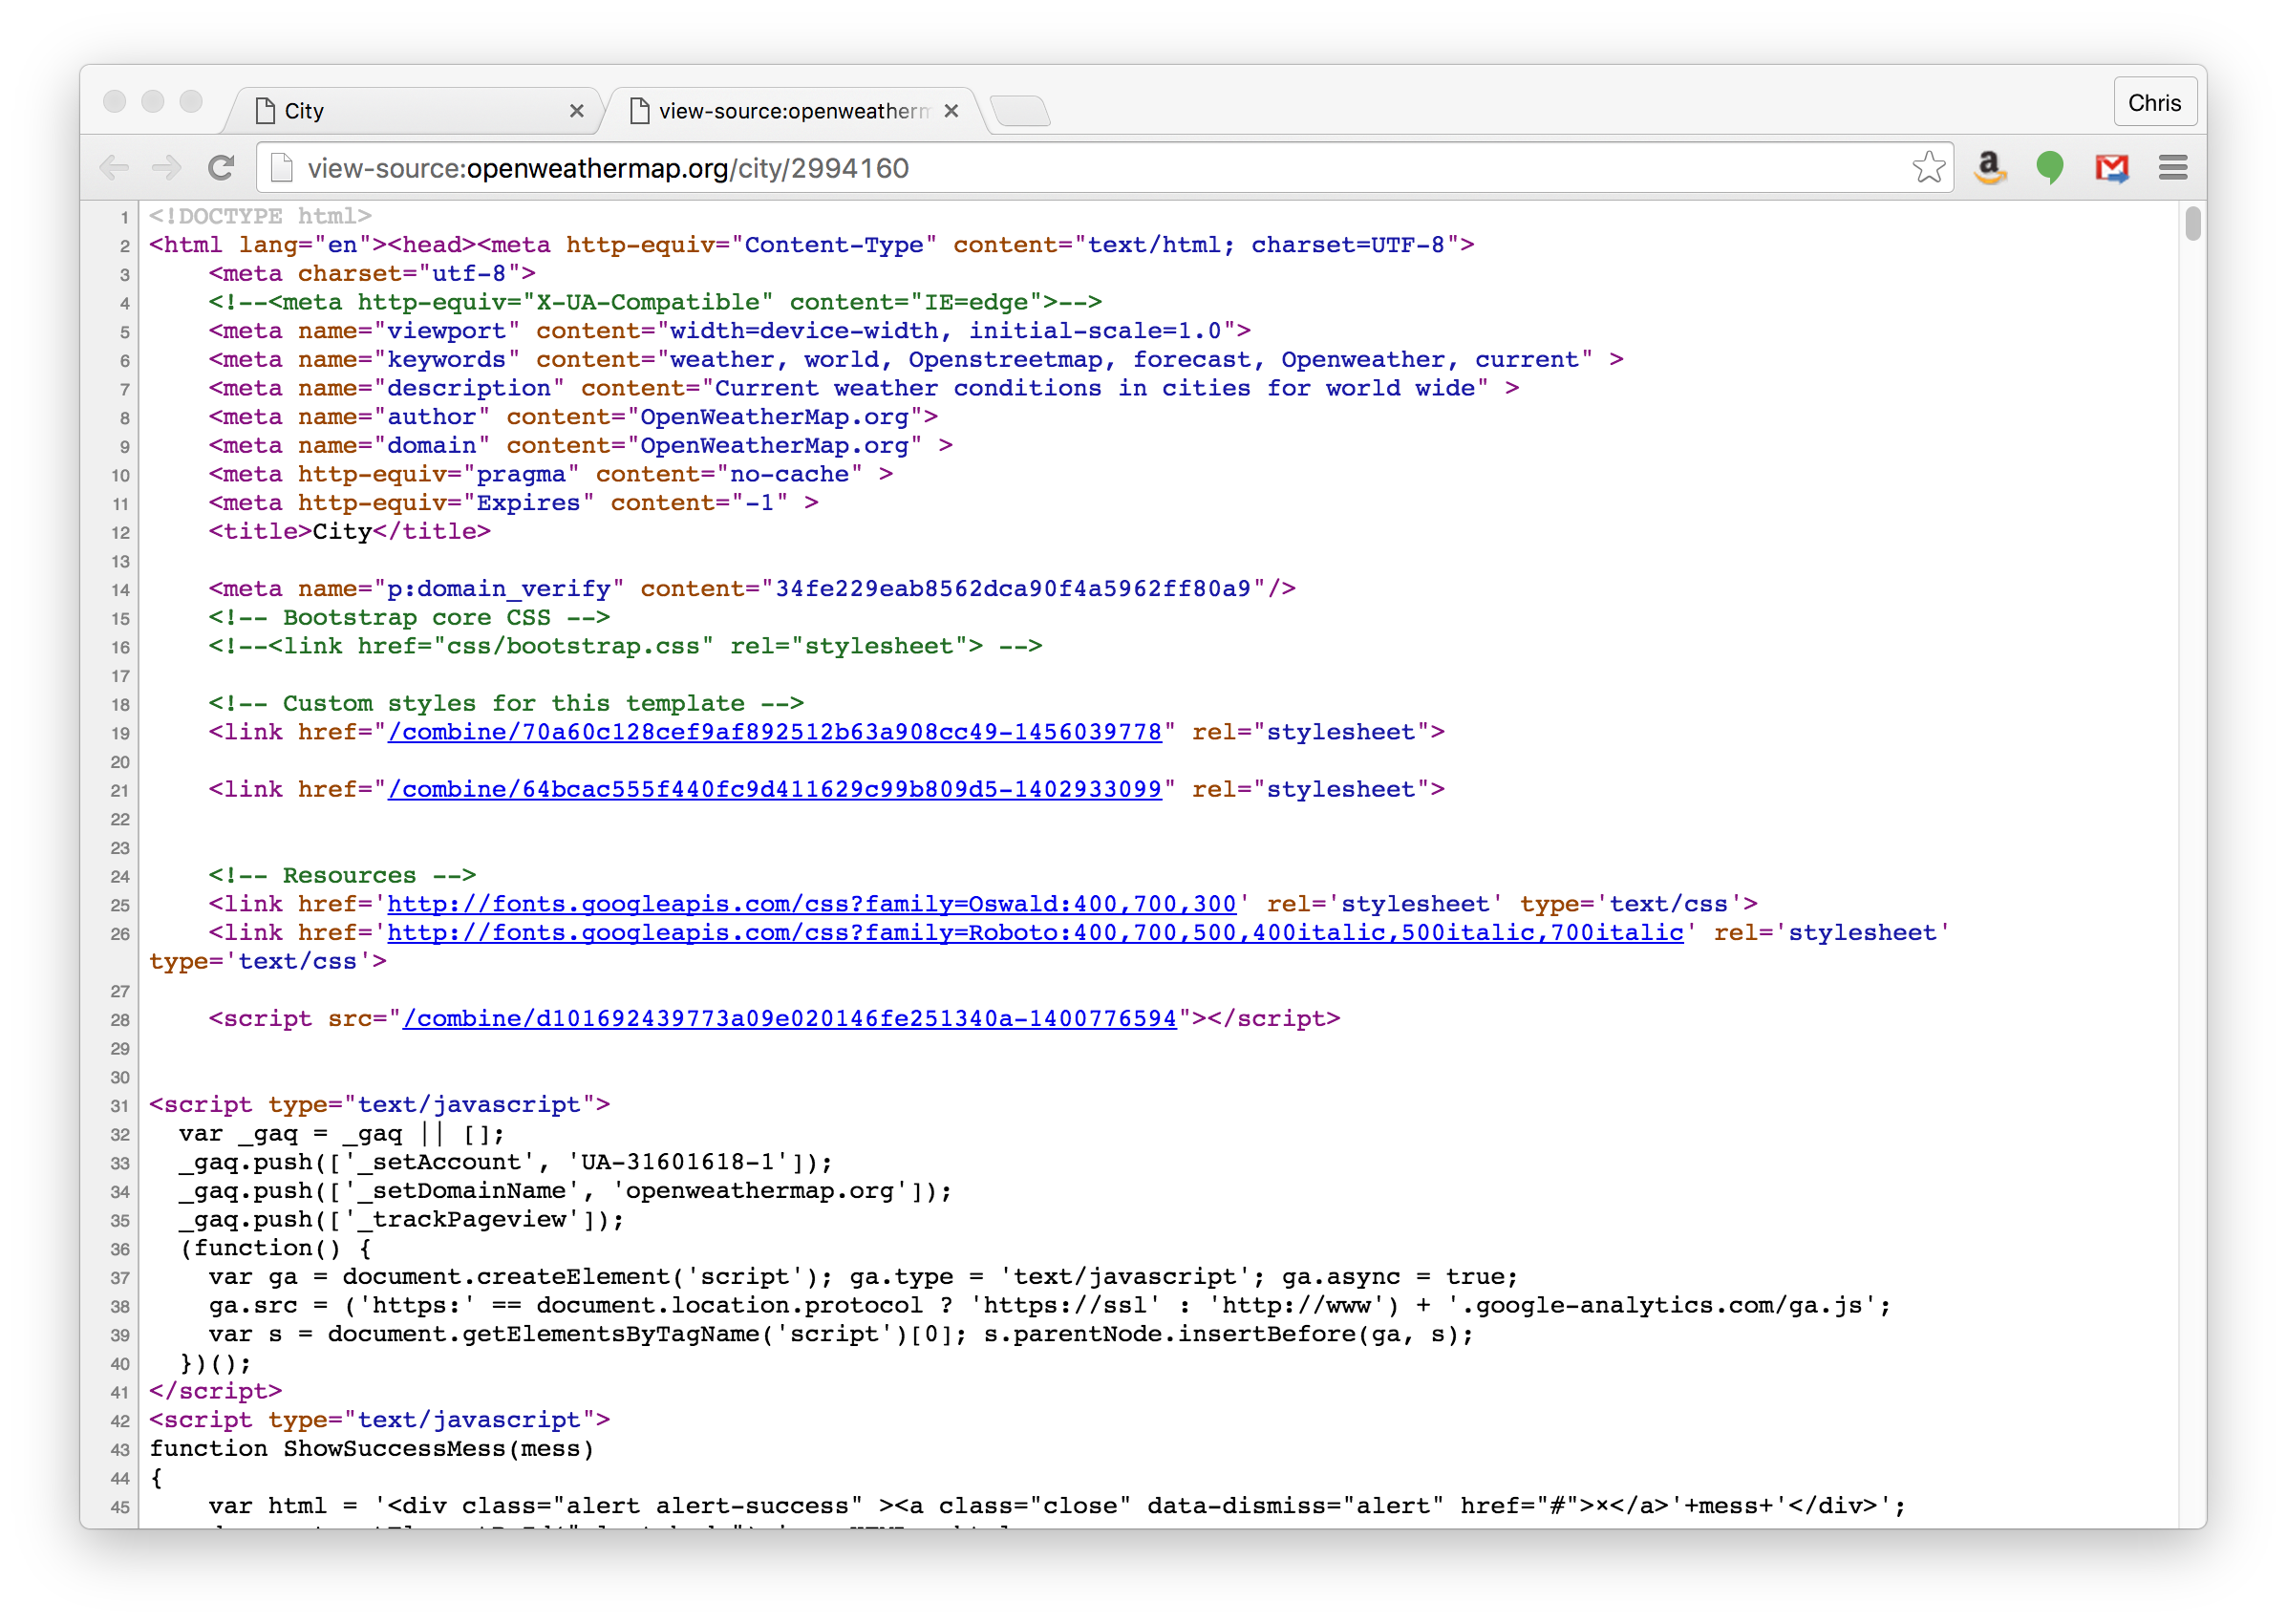 City
view-source:openweatherm
Chris
view-source:openweathermap.org/city/2994160
1 <!DOCTYPE html>
2 <html lang="en"><head><meta http-equiv="Content-Type" content="text/html; charset=UTF-8">
3     <meta charset="utf-8">
4     <!--<meta http-equiv="X-UA-Compatible" content="IE=edge">-->
5     <meta name="viewport" content="width=device-width, initial-scale=1.0">
6     <meta name="keywords" content="weather, world, Openstreetmap, forecast, Openweather, current" >
7     <meta name="description" content="Current weather conditions in cities for world wide" >
8     <meta name="author" content="OpenWeatherMap.org">
9     <meta name="domain" content="OpenWeatherMap.org" >
10     <meta http-equiv="pragma" content="no-cache" >
11     <meta http-equiv="Expires" content="-1" >
12     <title>City</title>
13
14     <meta name="p:domain_verify" content="34fe229eab8562dca90f4a5962ff80a9"/>
15     <!-- Bootstrap core CSS -->
16     <!--<link href="css/bootstrap.css" rel="stylesheet"> -->
17
18     <!-- Custom styles for this template -->
19     <link href="/combine/70a60c128cef9af892512b63a908cc49-1456039778" rel="stylesheet">
20
21     <link href="/combine/64bcac555f440fc9d411629c99b809d5-1402933099" rel="stylesheet">
22
23
24     <!-- Resources -->
25     <link href='http://fonts.googleapis.com/css?family=Oswald:400,700,300' rel='stylesheet' type='text/css'>
26     <link href='http://fonts.googleapis.com/css?family=Roboto:400,700,500,400italic,500italic,700italic' rel='stylesheet'
type='text/css'>
27
28     <script src="/combine/d101692439773a09e020146fe251340a-1400776594"></script>
29
30
31 <script type="text/javascript">
32   var _gaq = _gaq || [];
33   _gaq.push(['_setAccount', 'UA-31601618-1']);
34   _gaq.push(['_setDomainName', 'openweathermap.org']);
35   _gaq.push(['_trackPageview']);
36   (function() {
37     var ga = document.createElement('script'); ga.type = 'text/javascript'; ga.async = true;
38     ga.src = ('https:' == document.location.protocol ? 'https://ssl' : 'http://www') + '.google-analytics.com/ga.js';
39     var s = document.getElementsByTagName('script')[0]; s.parentNode.insertBefore(ga, s);
40   })();
41 </script>
42 <script type="text/javascript">
43 function ShowSuccessMess(mess)
44 {
45     var html = '<div class="alert alert-success" ><a class="close" data-dismiss="alert" href="#">×</a>'+mess+'</div>';